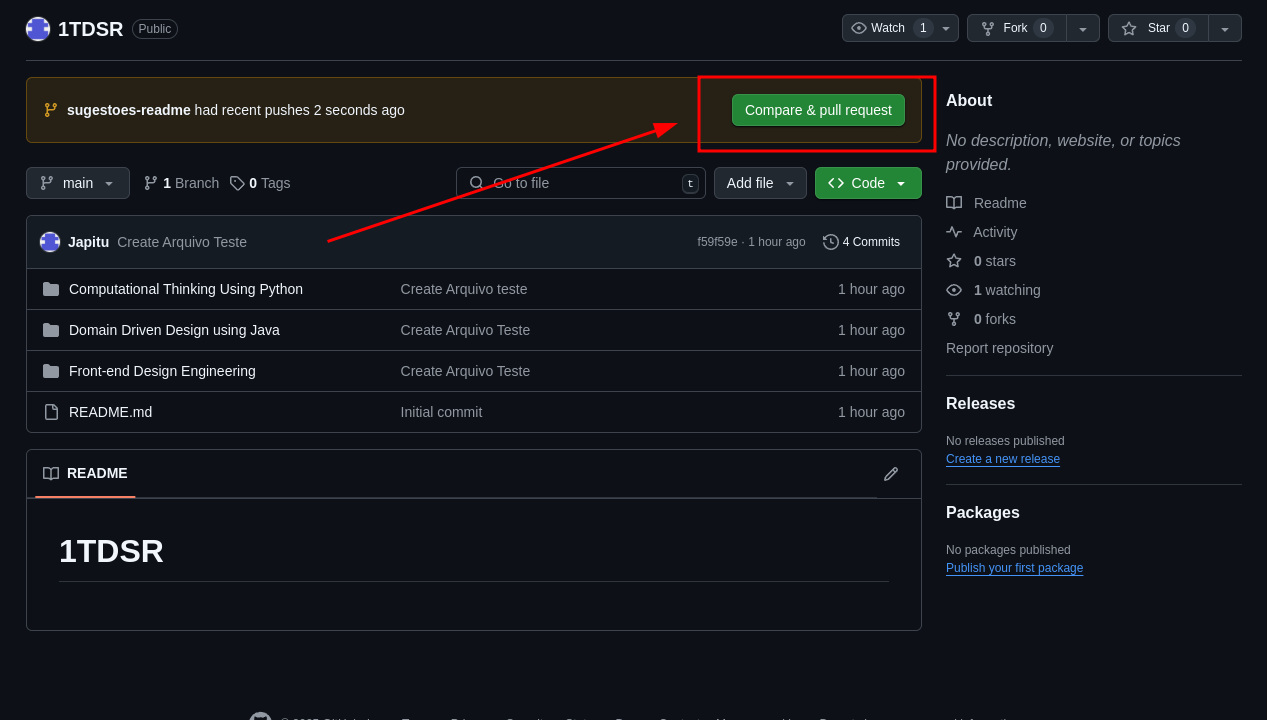 1TDSR Public
Watch 1
Fork 0
Star 0
sugestoes-readme had recent pushes 2 seconds ago
Compare & pull request
main
1 Branch
0 Tags
Go to file
t
Add file
Code
Japitu Create Arquivo Teste
f59f59e · 1 hour ago
4 Commits
Computational Thinking Using Python
Create Arquivo teste
1 hour ago
Domain Driven Design using Java
Create Arquivo Teste
1 hour ago
Front-end Design Engineering
Create Arquivo Teste
1 hour ago
README.md
Initial commit
1 hour ago
README
1TDSR
About
No description, website, or topics
provided.
Readme
Activity
0 stars
1 watching
0 forks
Report repository
Releases
No releases published
Create a new release
Packages
No packages published
Publish your first package